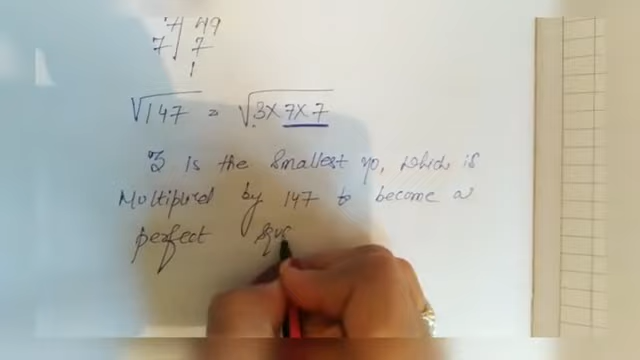 7 | 49
7 | 7
1
√147 = √3×7×7
3 is the smallest no, which is
Multiplied by 147 to become a
perfect squ